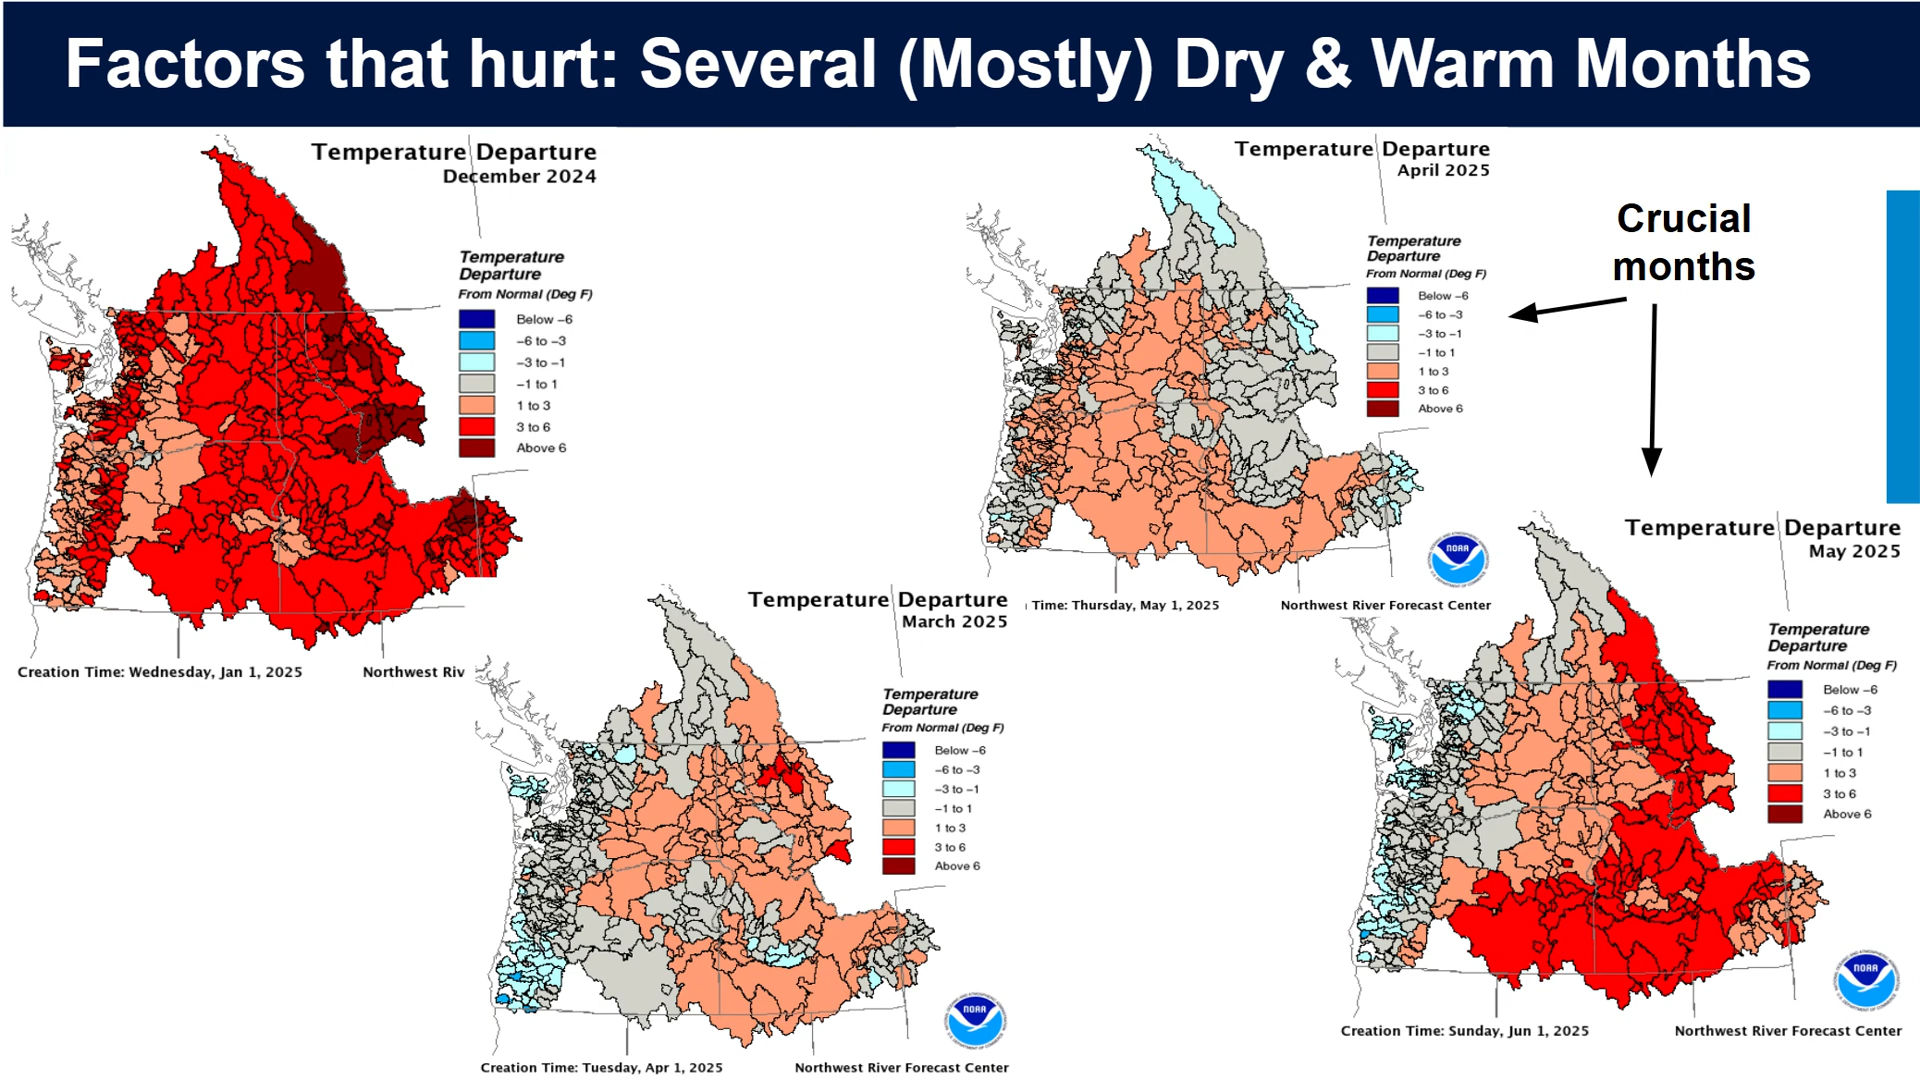 Factors that hurt: Several (Mostly) Dry & Warm Months
Temperature Departure
December 2024
Temperature
Departure
From Normal (Deg F)
Below −6
−6 to −3
−3 to −1
−1 to 1
1 to 3
3 to 6
Above 6
Creation Time: Wednesday, Jan 1, 2025
Northwest Riv
Temperature Departure
March 2025
Temperature
Departure
From Normal (Deg F)
Below −6
−6 to −3
−3 to −1
−1 to 1
1 to 3
3 to 6
Above 6
NOAA
Creation Time: Tuesday, Apr 1, 2025
Northwest River Forecast Center
Temperature Departure
April 2025
Temperature
Departure
From Normal (Deg F)
Below −6
−6 to −3
−3 to −1
−1 to 1
1 to 3
3 to 6
Above 6
NOAA
Time: Thursday, May 1, 2025
Northwest River Forecast Center
Crucial
months
Temperature Departure
May 2025
Temperature
Departure
From Normal (Deg F)
Below −6
−6 to −3
−3 to −1
−1 to 1
1 to 3
3 to 6
Above 6
NOAA
Creation Time: Sunday, Jun 1, 2025
Northwest River Forecast Center